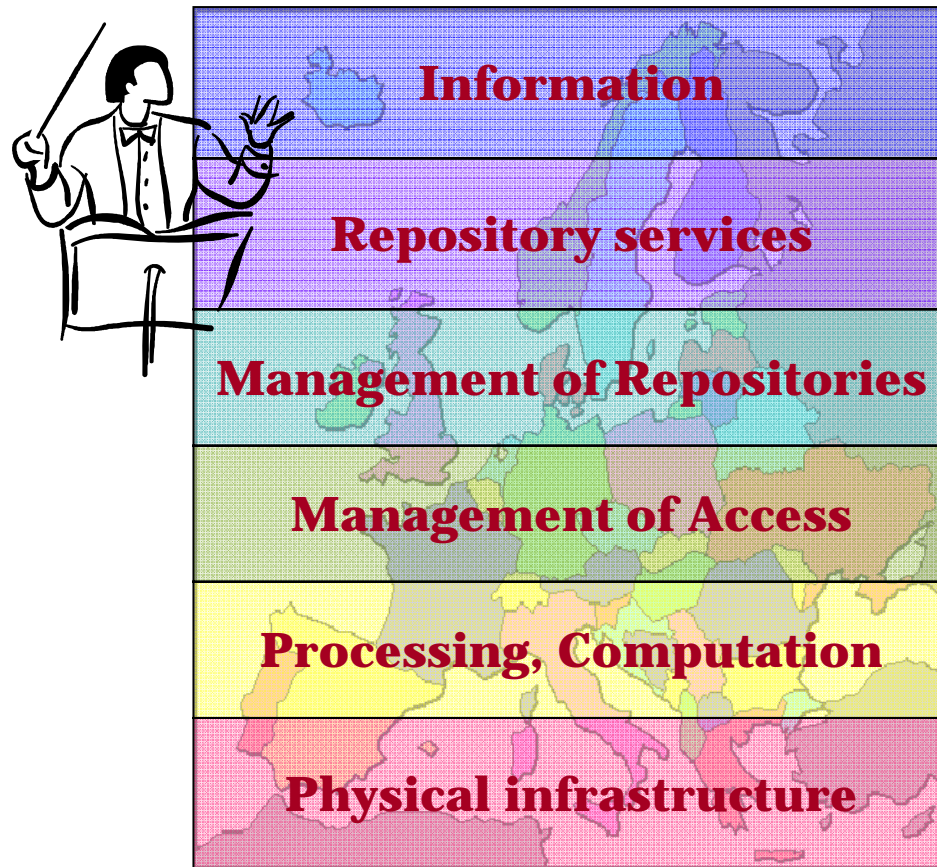 Information
Repository services
Management of Repositories
Management of Access
Processing, Computation
Physical infrastructure